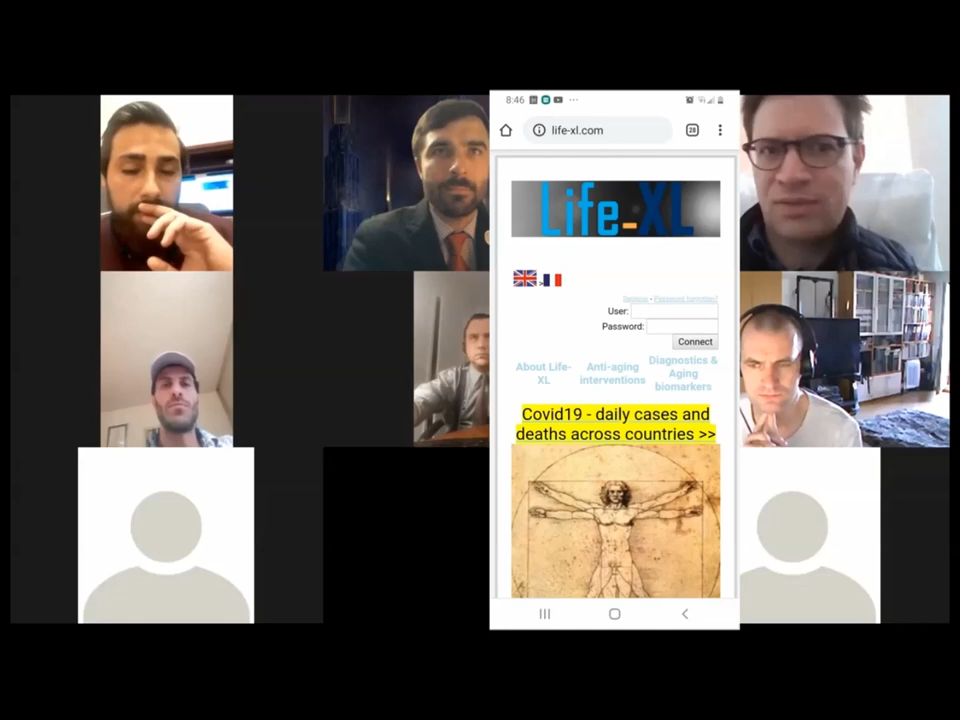 8:46
life-xl.com
28
Life-XL
User:
Password:
Connect
About Life-
XL
Anti-aging
interventions
Diagnostics &
Aging
biomarkers
Covid19 - daily cases and
deaths across countries >>